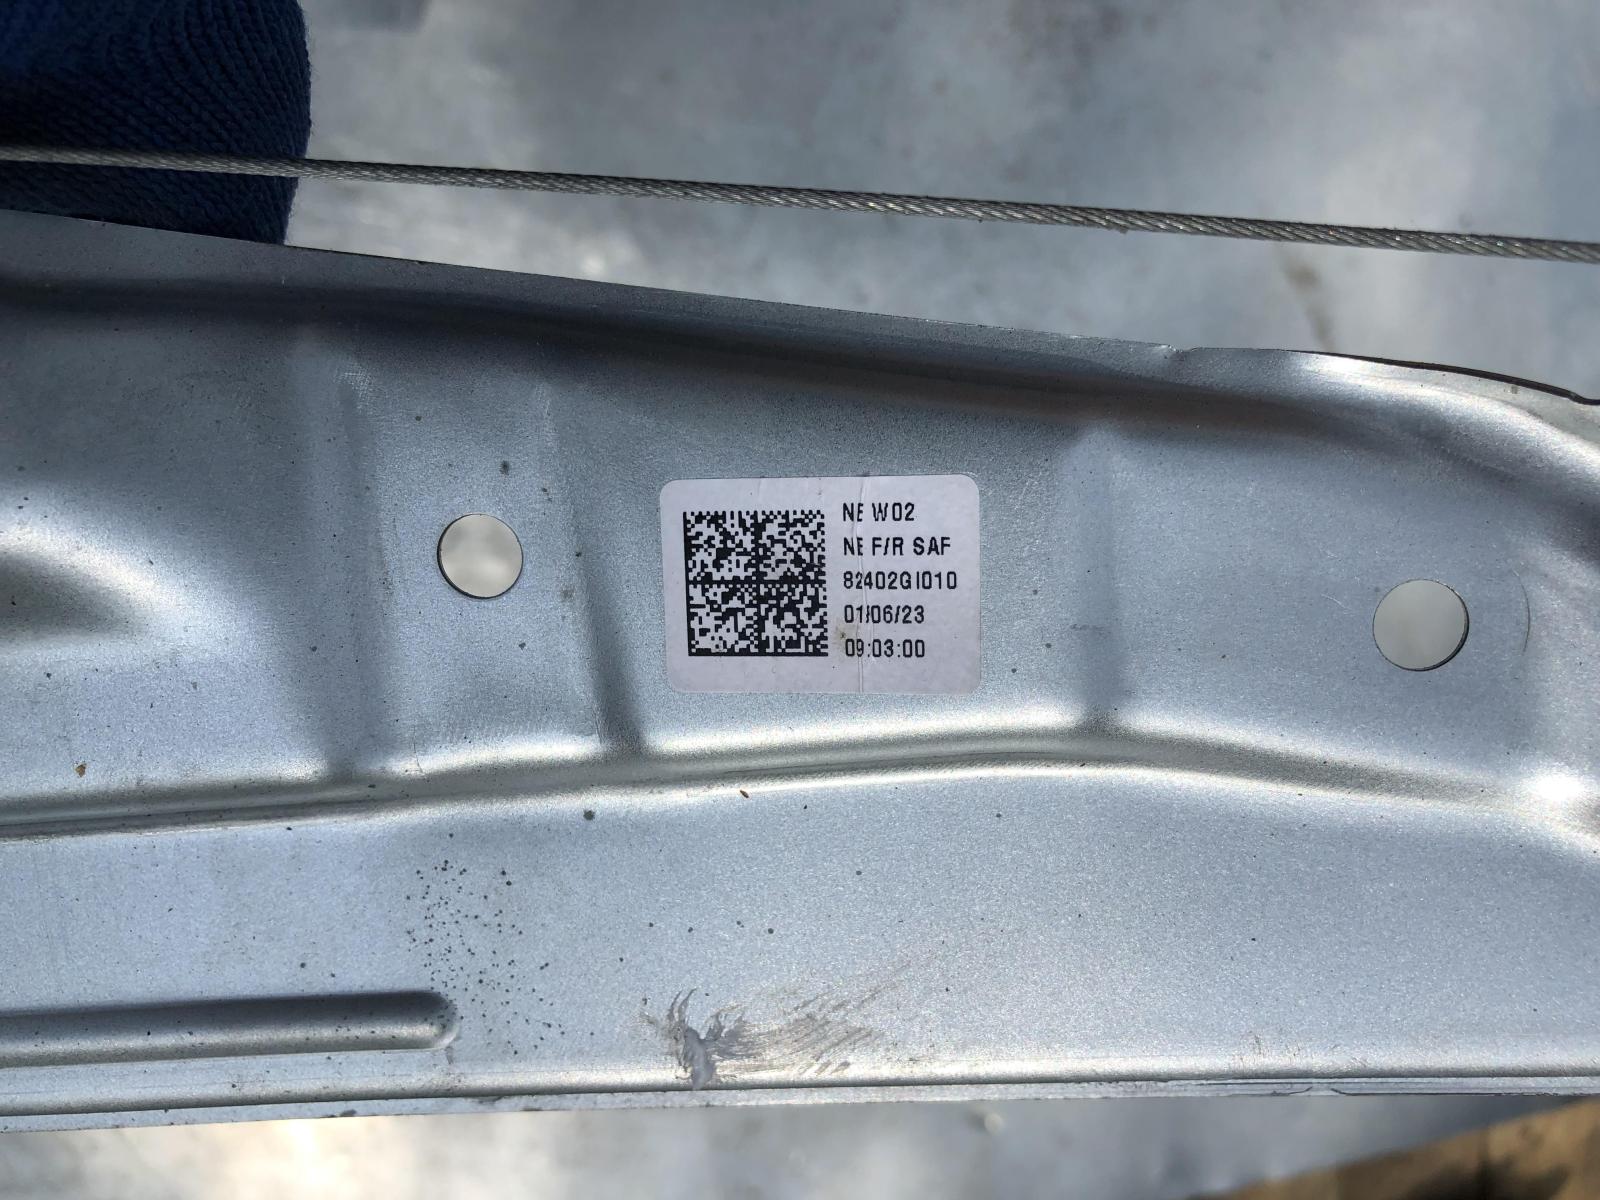 NE W02
NE F/R SAF
82402GI010
01/06/23
09:03:00